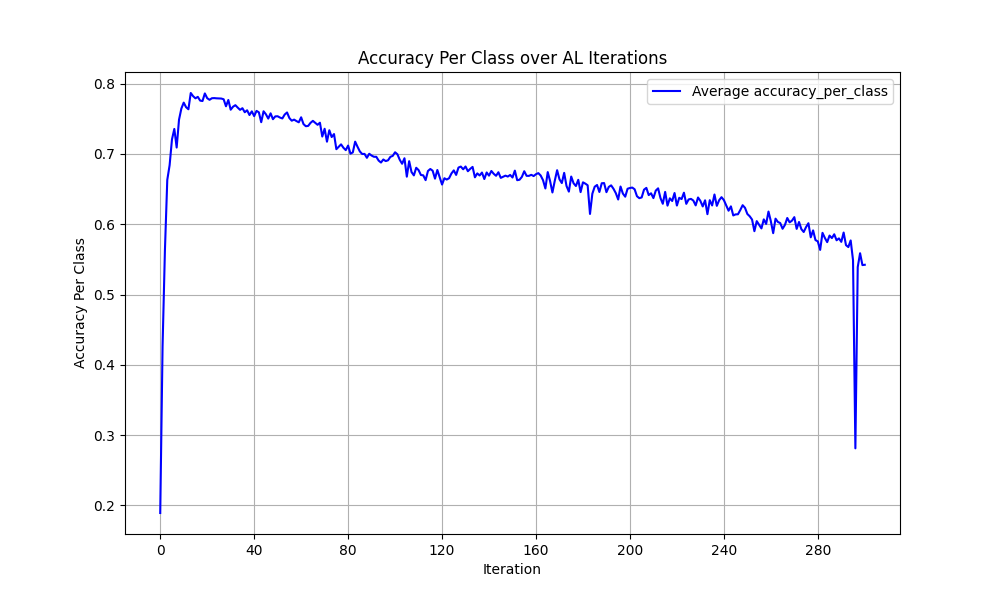 Accuracy Per Class over AL Iterations
Average accuracy_per_class
Accuracy Per Class
0.8
0.7
0.6
0.5
0.4
0.3
0.2
0 40 80 120 160 200 240 280
Iteration